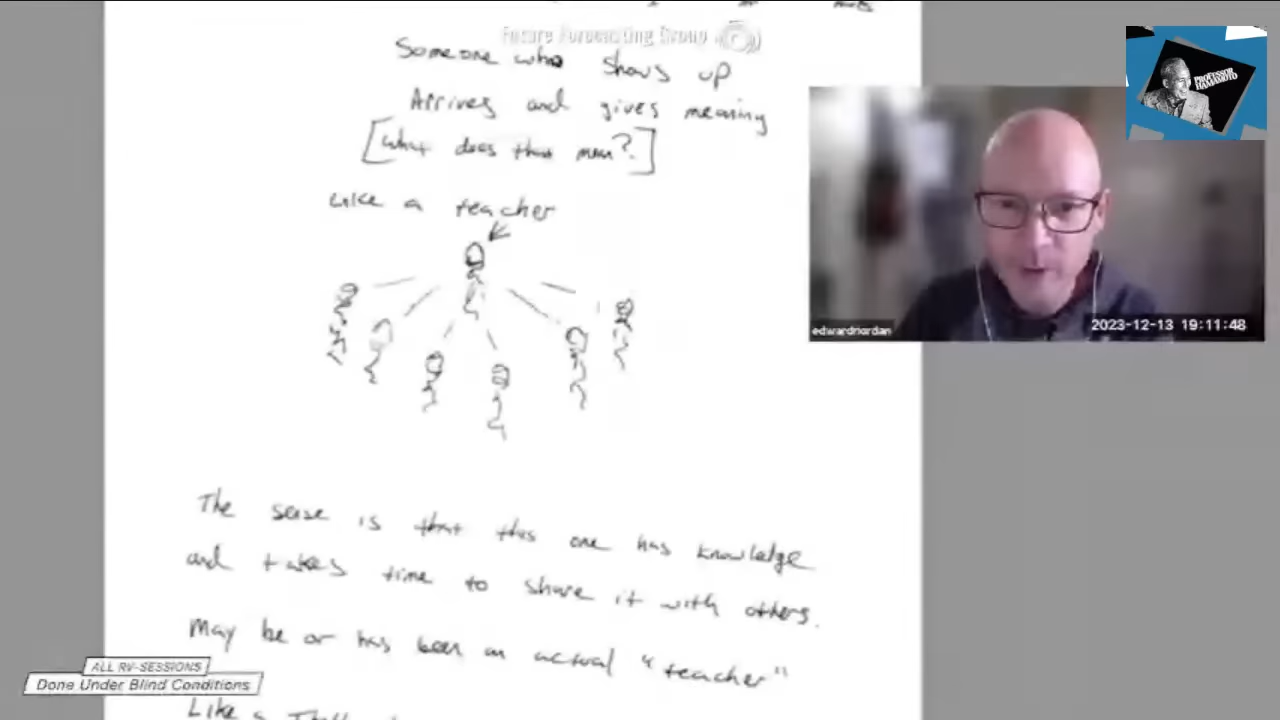 Future Forecasting Group
Someone who shows up
Arrives and gives meaning
[what does that mean?]
Like a teacher
The sense is that this one has knowledge
and takes time to share it with others.
May be or has been an actual "teacher"
Like a
PROFESSOR
HAMAMOTO
edwardriordan
2023-12-13 19:11:48
ALL RV-SESSIONS
Done Under Blind Conditions